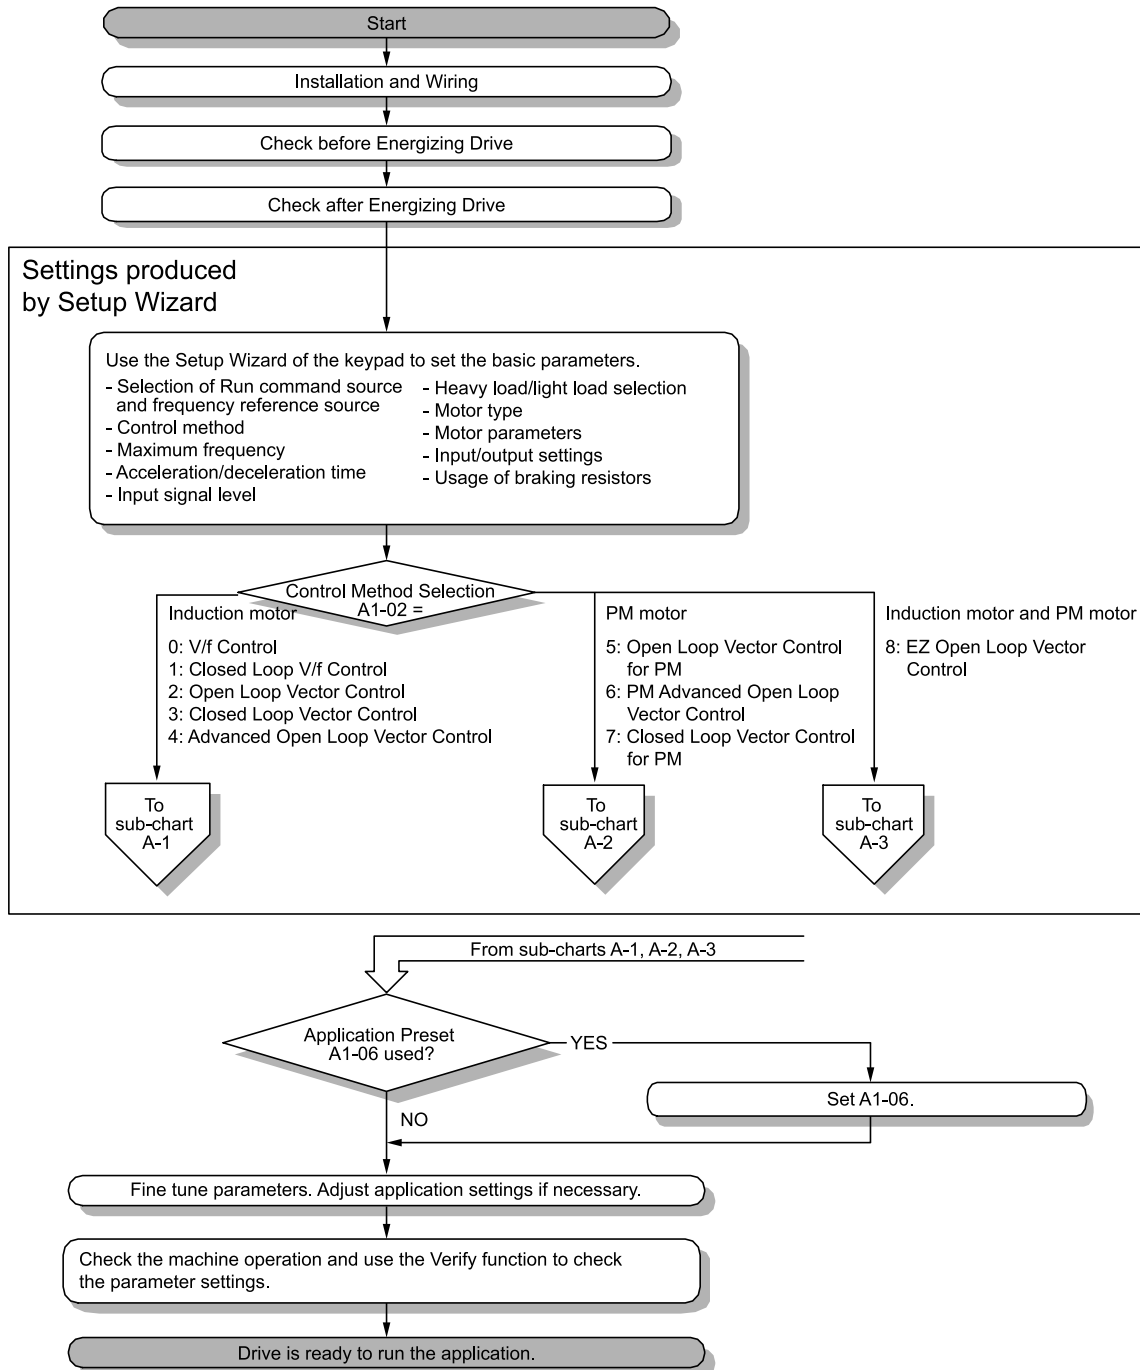 Start
Installation and Wiring
Check before Energizing Drive
Check after Energizing Drive
Settings produced
by Setup Wizard
Use the Setup Wizard of the keypad to set the basic parameters.
- Selection of Run command source
and frequency reference source
- Control method
- Maximum frequency
- Acceleration/deceleration time
- Input signal level
- Heavy load/light load selection
- Motor type
- Motor parameters
- Input/output settings
- Usage of braking resistors
Control Method Selection
A1-02 =
Induction motor
0: V/f Control
1: Closed Loop V/f Control
2: Open Loop Vector Control
3: Closed Loop Vector Control
4: Advanced Open Loop Vector Control
PM motor
5: Open Loop Vector Control
for PM
6: PM Advanced Open Loop
Vector Control
7: Closed Loop Vector Control
for PM
Induction motor and PM motor
8: EZ Open Loop Vector
Control
To
sub-chart
A-1
To
sub-chart
A-2
To
sub-chart
A-3
From sub-charts A-1, A-2, A-3
Application Preset
A1-06 used?
YES
Set A1-06.
NO
Fine tune parameters. Adjust application settings if necessary.
Check the machine operation and use the Verify function to check
the parameter settings.
Drive is ready to run the application.